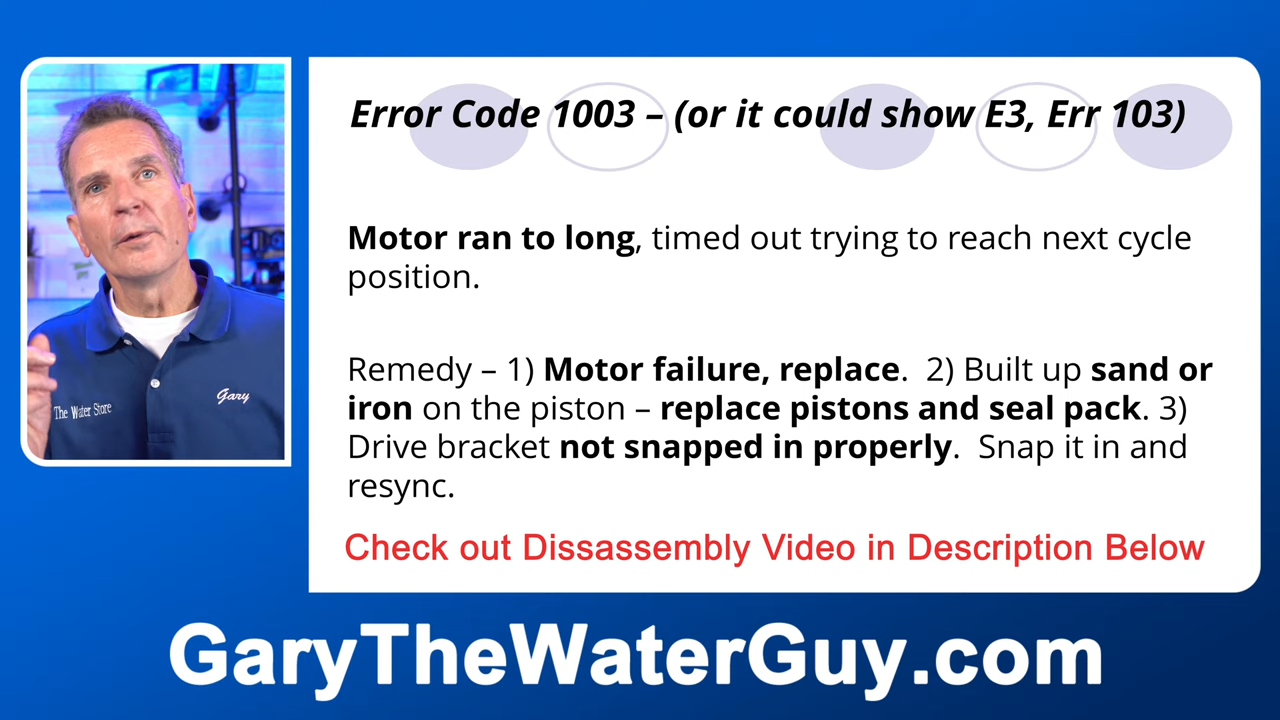 Error Code 1003 – (or it could show E3, Err 103)
Motor ran to long, timed out trying to reach next cycle
position.
Remedy – 1) Motor failure, replace.  2) Built up sand or
iron on the piston – replace pistons and seal pack. 3)
Drive bracket not snapped in properly.  Snap it in and
resync.
Check out Dissassembly Video in Description Below
The Water Store
Gary
GaryTheWaterGuy.com